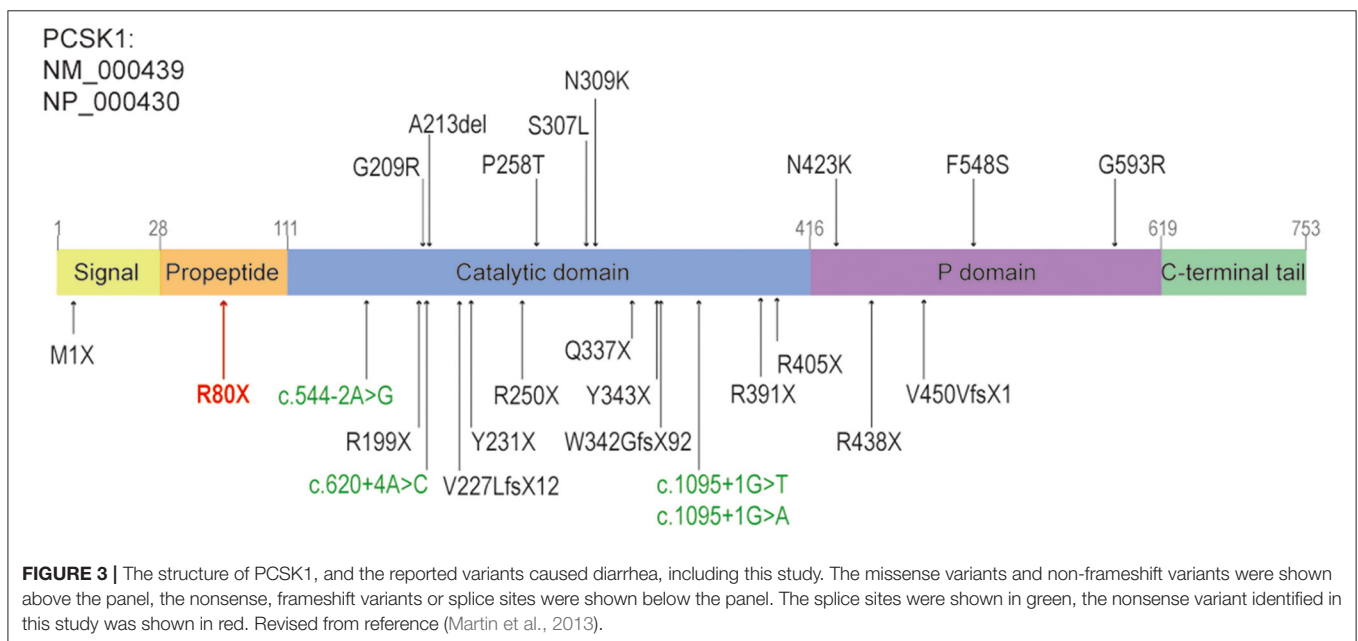 PCSK1:
NM_000439
NP_000430
N309K
A213del
S307L
G209R
P258T
N423K
F548S
G593R
1 28 111 416 619 753
Signal Propeptide Catalytic domain P domain C-terminal tail
M1X
Q337X
R405X
R80X
c.544-2A>G
R250X
Y343X
R391X
V450VfsX1
R199X
Y231X
W342GfsX92
R438X
c.620+4A>C
V227LfsX12
c.1095+1G>T
c.1095+1G>A
FIGURE 3 | The structure of PCSK1, and the reported variants caused diarrhea, including this study. The missense variants and non-frameshift variants were shown
above the panel, the nonsense, frameshift variants or splice sites were shown below the panel. The splice sites were shown in green, the nonsense variant identified in
this study was shown in red. Revised from reference (Martin et al., 2013).